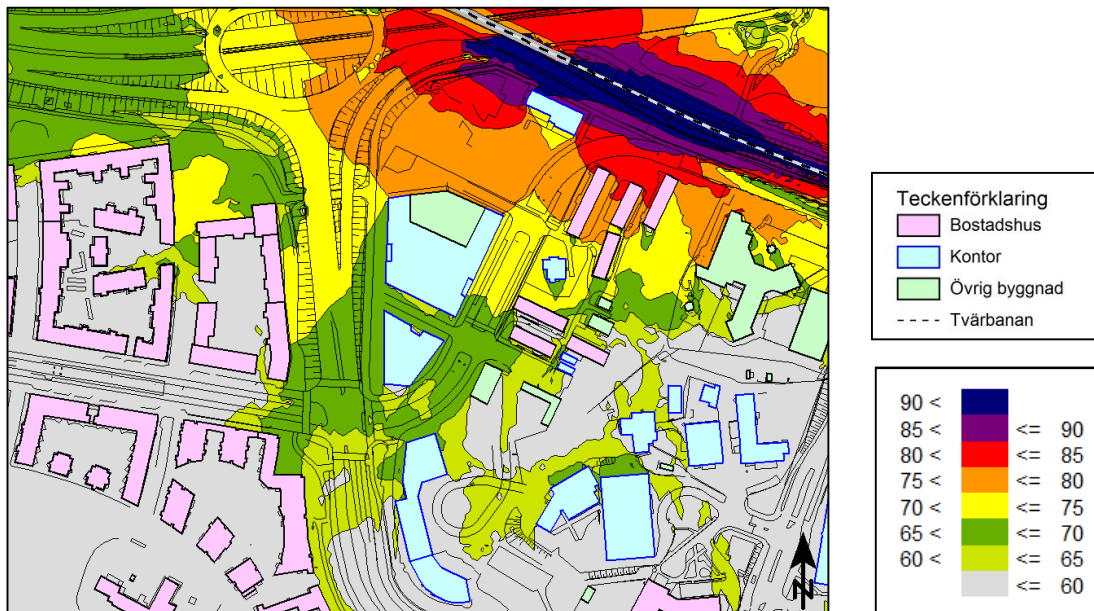 Teckenförklaring
Bostadshus
Kontor
Övrig byggnad
Tvärbanan
90 <
85 < <= 90
80 < <= 85
75 < <= 80
70 < <= 75
65 < <= 70
60 < <= 65
<= 60
N